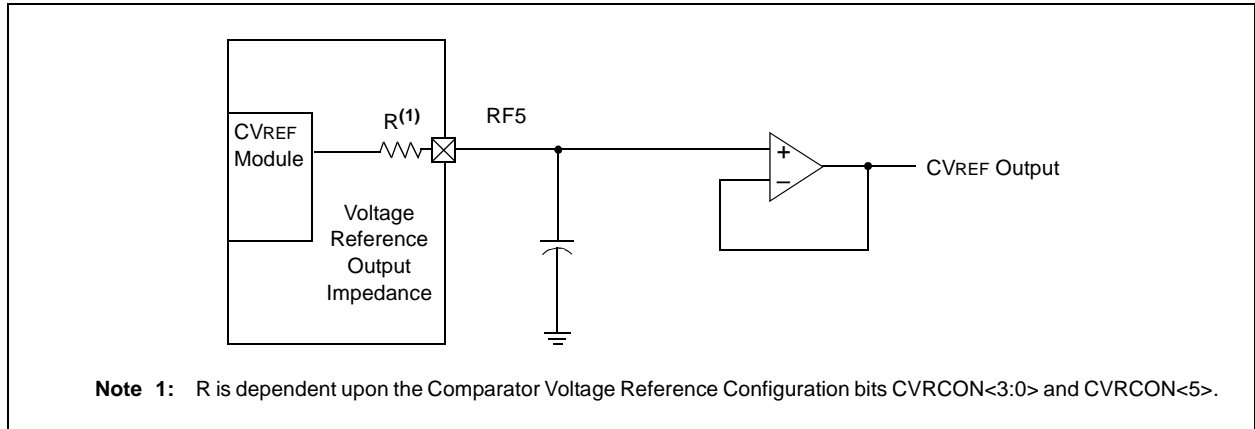 R(1)
RF5
CVREF
Module
+
–
CVREF Output
Voltage
Reference
Output
Impedance
Note 1: R is dependent upon the Comparator Voltage Reference Configuration bits CVRCON<3:0> and CVRCON<5>.